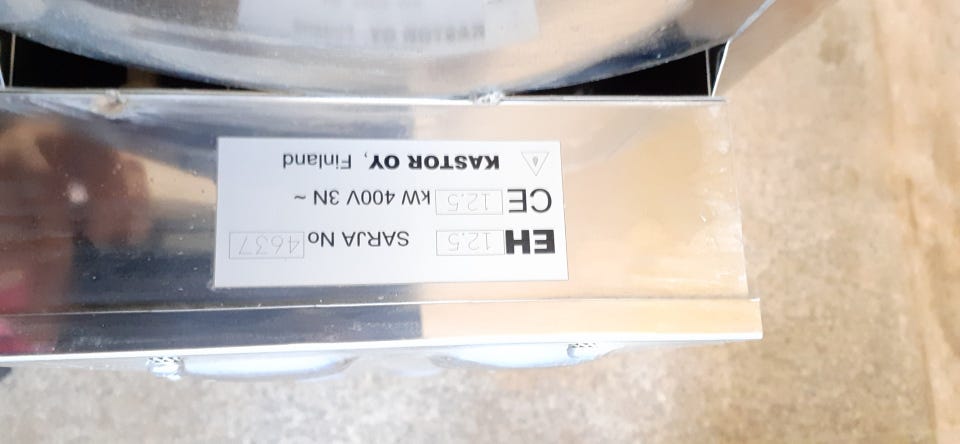 EH 12.5 SARJA No 4637
CE 12.5 kW 400V 3N ~
KASTOR OY, Finland